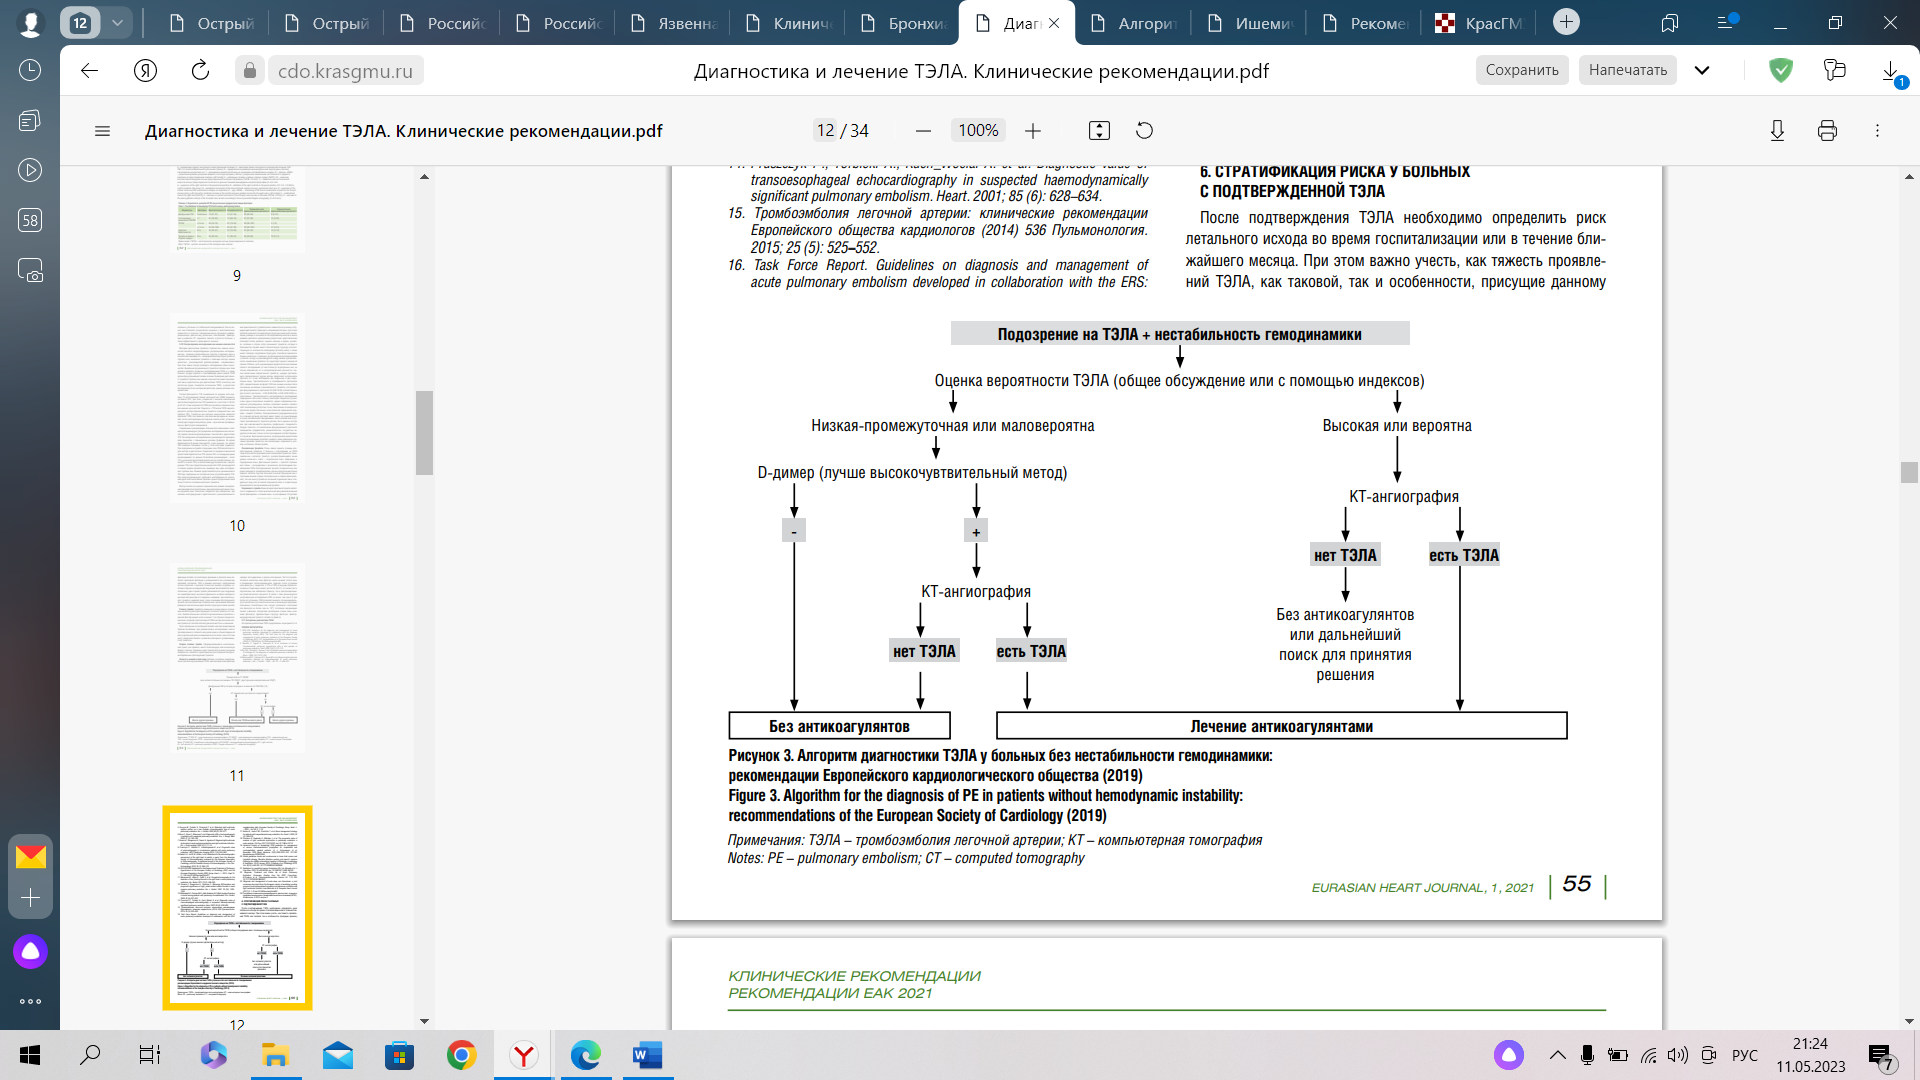 12
Острый
Острый
Российс
Российс
Язвенна
Клинич
Бронхиа
Диагн
Алгорит
Ишеми
Рекоме
КрасГМ
cdo.krasgmu.ru
Диагностика и лечение ТЭЛА. Клинические рекомендации.pdf
Сохранить
Напечатать
1
Диагностика и лечение ТЭЛА. Клинические рекомендации.pdf
12 / 34
100%
58
9
10
11
12
transoesophageal echocardiography in suspected haemodynamically
significant pulmonary embolism. Heart. 2001; 85 (6): 628–634.
15. Тромбоэмболия легочной артерии: клинические рекомендации
Европейского общества кардиологов (2014) 536 Пульмонология.
2015; 25 (5): 525–552.
16. Task Force Report. Guidelines on diagnosis and management of
acute pulmonary embolism developed in collaboration with the ERS:
6. СТРАТИФИКАЦИЯ РИСКА У БОЛЬНЫХ
С ПОДТВЕРЖДЕННОЙ ТЭЛА
После подтверждения ТЭЛА необходимо определить риск
летального исхода во время госпитализации или в течение бли-
жайшего месяца. При этом важно учесть, как тяжесть проявле-
ний ТЭЛА, как таковой, так и особенности, присущие данному
Подозрение на ТЭЛА + нестабильность гемодинамики
Оценка вероятности ТЭЛА (общее обсуждение или с помощью индексов)
Низкая-промежуточная или маловероятна
Высокая или вероятна
D-димер (лучше высокочувтвительный метод)
КТ-ангиография
-
+
нет ТЭЛА
есть ТЭЛА
КТ-ангиография
Без антикоагулянтов
или дальнейший
поиск для принятия
решения
нет ТЭЛА
есть ТЭЛА
Без антикоагулянтов
Лечение антикоагулянтами
Рисунок 3. Алгоритм диагностики ТЭЛА у больных без нестабильности гемодинамики:
рекомендации Европейского кардиологического общества (2019)
Figure 3. Algorithm for the diagnosis of PE in patients without hemodynamic instability:
recommendations of the European Society of Cardiology (2019)
Примечания: ТЭЛА – тромбоэмболия легочной артерии; КТ – компьютерная томография
Notes: PE – pulmonary embolism; CT – computed tomography
EURASIAN HEART JOURNAL, 1, 2021
55
КЛИНИЧЕСКИЕ РЕКОМЕНДАЦИИ
РЕКОМЕНДАЦИИ ЕАК 2021
РУС
21:24
11.05.2023
7